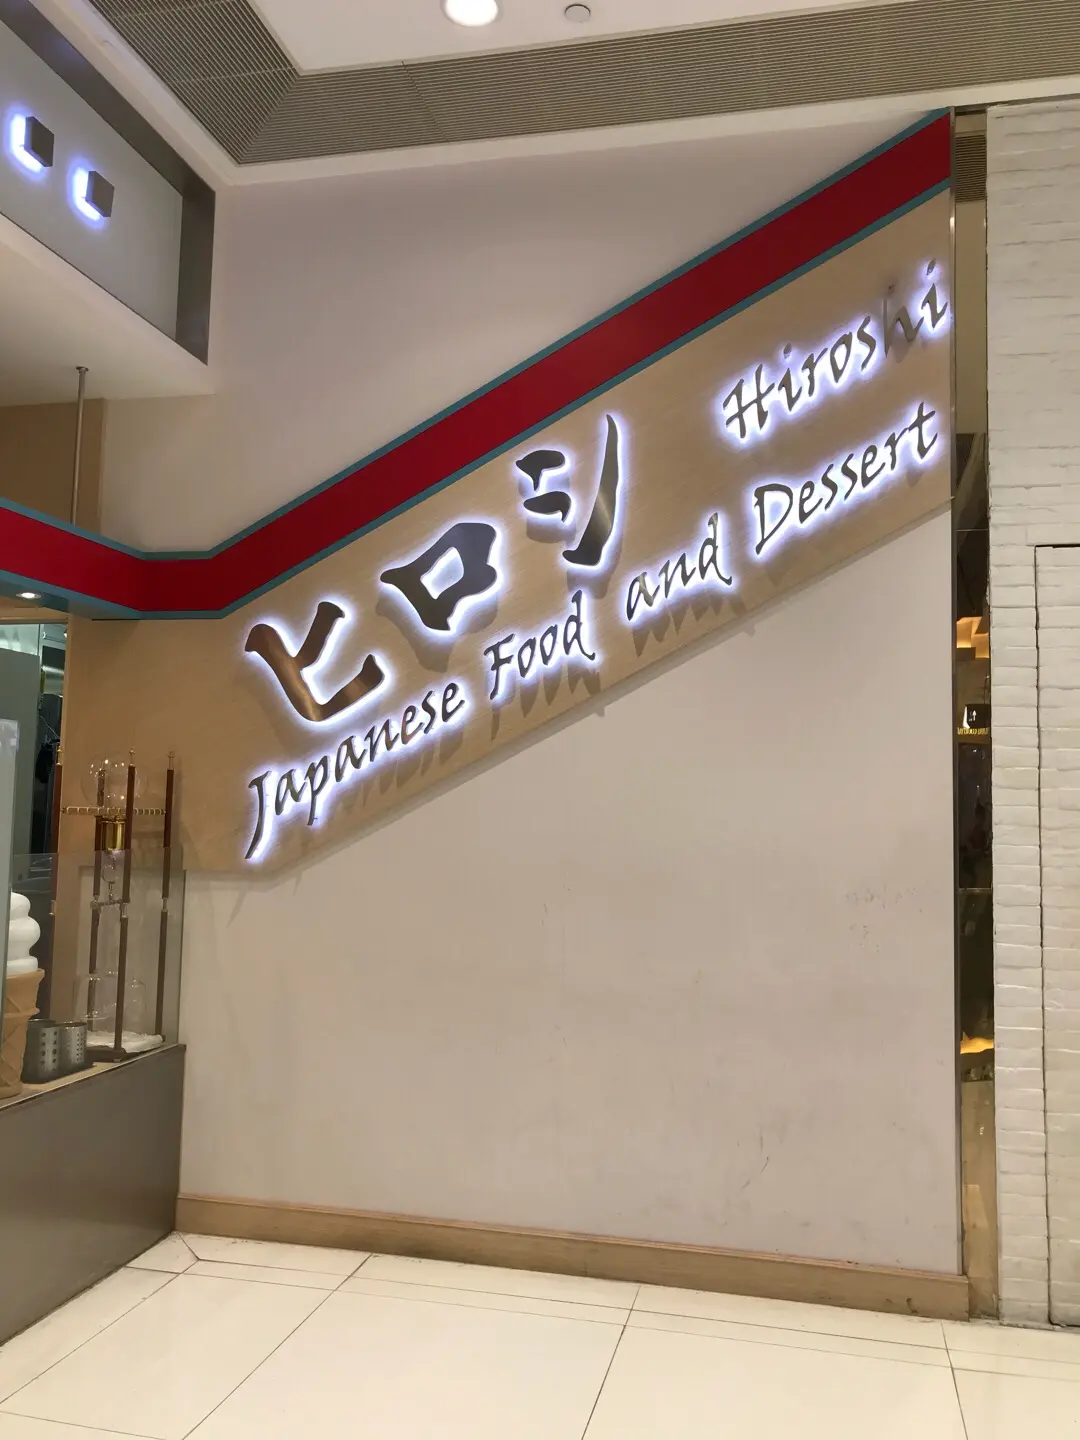 ヒロシ Hiroshi
Japanese Food and Dessert